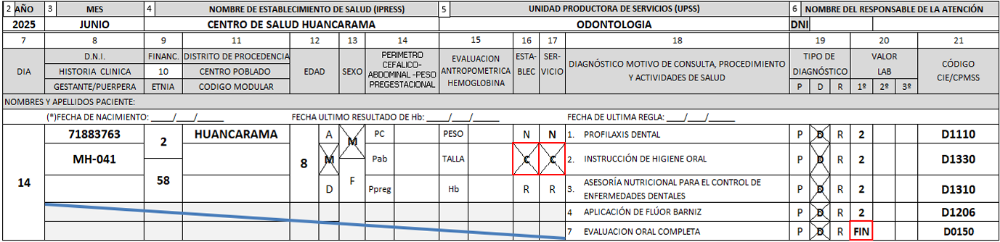 2 AÑO 3 MES 4 NOMBRE DE ESTABLECIMIENTO DE SALUD (IPRESS) 5 UNIDAD PRODUCTORA DE SERVICIOS (UPSS) 6 NOMBRE DEL RESPONSABLE DE LA ATENCIÓN
2025 JUNIO CENTRO DE SALUD HUANCARAMA ODONTOLOGIA DNI
7 8 9 11 12 13 14 15 16 17 18 19 20 21
DIA
D.N.I.
HISTORIA CLINICA
GESTANTE/PUERPERA
FINANC.
10
ETNIA
DISTRITO DE PROCEDENCIA
CENTRO POBLADO
CODIGO MODULAR
EDAD
SEXO
PERIMETRO
CEFALICO-
ABDOMINAL -PESO
PREGESTACIONAL
EVALUACION
ANTROPOMETRICA
HEMOGLOBINA
ESTA-
BLEC
SER-
VICIO
DIAGNÓSTICO MOTIVO DE CONSULTA, PROCEDIMIENTO
Y ACTIVIDADES DE SALUD
TIPO DE
DIAGNÓSTICO
P D R
VALOR
LAB
1º 2º 3º
CÓDIGO
CIE/CPMSS
NOMBRES Y APELLIDOS PACIENTE:
(*)FECHA DE NACIMIENTO: _____/____/______ FECHA ULTIMO RESULTADO DE Hb: _____/____/______ FECHA DE ULTIMA REGLA: _____/____/______
14
71883763
MH-041
2
58
HUANCARAMA
8
A
M
D
M
F
PC
Pab
Ppreg
PESO
TALLA
Hb
N
C
R
N
C
R
1. PROFILAXIS DENTAL P D R 2 D1110
2. INSTRUCCIÓN DE HIGIENE ORAL P D R 2 D1330
3. ASESORÍA NUTRICIONAL PARA EL CONTROL DE
ENFERMEDADES DENTALES P D R 2 D1310
4 APLICACIÓN DE FLÚOR BARNIZ P D R 2 D1206
7 EVALUACION ORAL COMPLETA P D R FIN D0150